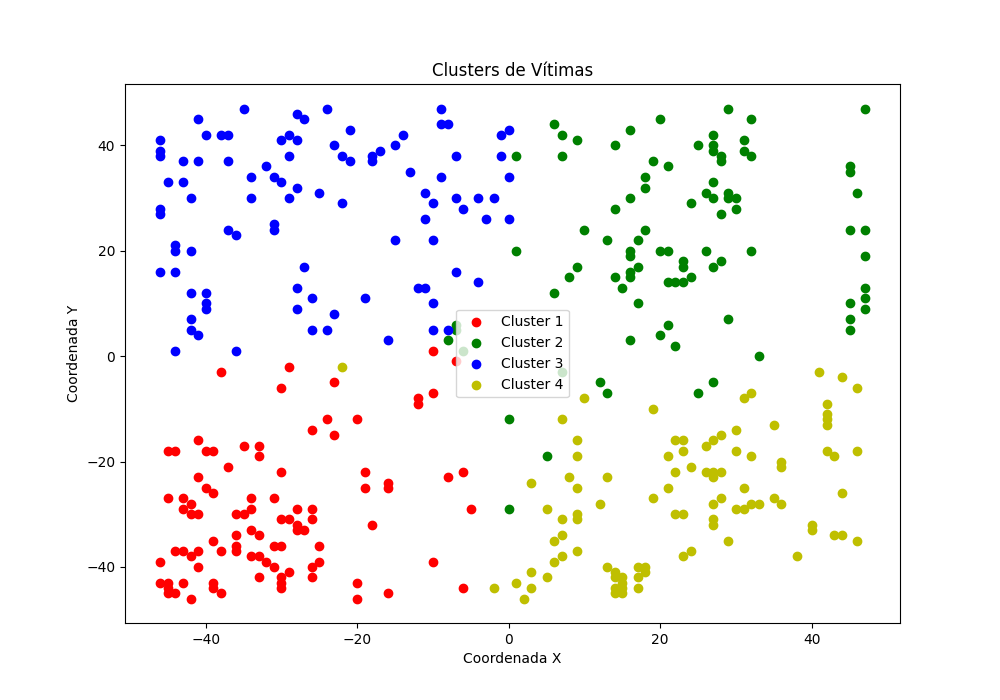 Clusters de Vítimas
Coordenada Y
40
20
0
−20
−40
Cluster 1
Cluster 2
Cluster 3
Cluster 4
−40
−20
0
20
40
Coordenada X